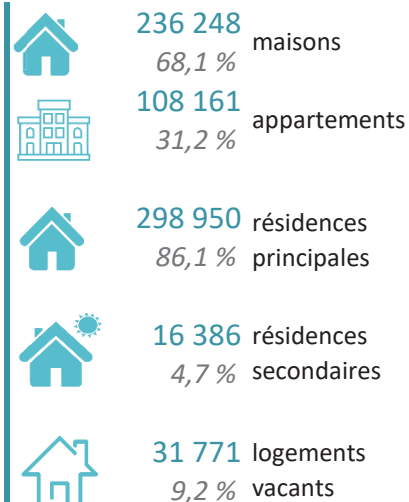 236 248 maisons
68,1 %
108 161 appartements
31,2 %
298 950 résidences
86,1 % principales
16 386 résidences
4,7 % secondaires
31 771 logements
9,2 % vacants